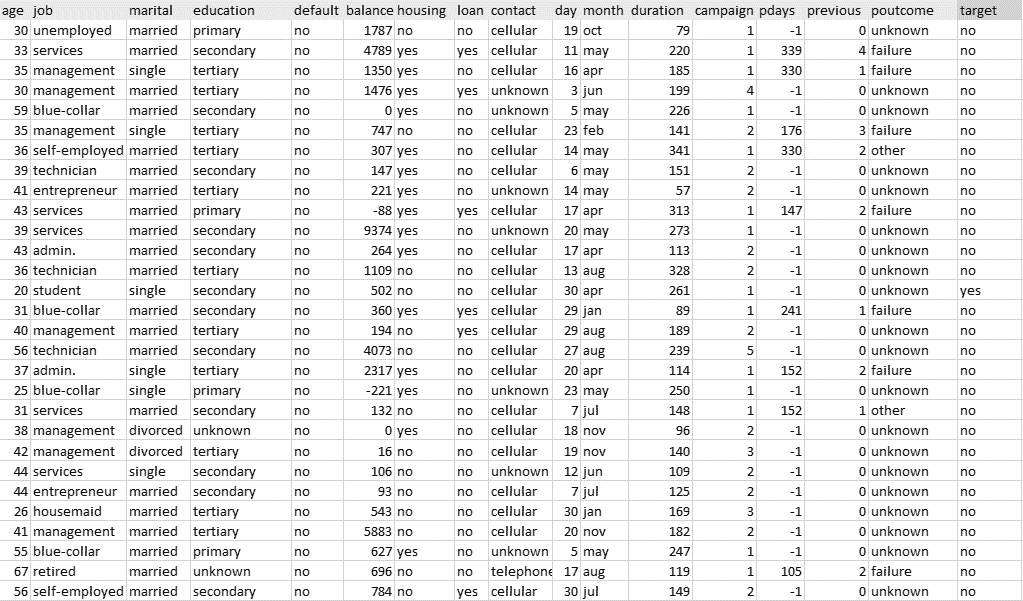 age job marital education default balance housing loan contact day month duration campaign pdays previous poutcome target
30 unemployed married primary no 1787 no no cellular 19 oct 79 1 -1 0 unknown no
33 services married secondary no 4789 yes yes cellular 11 may 220 1 339 4 failure no
35 management single tertiary no 1350 yes no cellular 16 apr 185 1 330 1 failure no
30 management married tertiary no 1476 yes yes unknown 3 jun 199 4 -1 0 unknown no
59 blue-collar married secondary no 0 yes no unknown 5 may 226 1 -1 0 unknown no
35 management single tertiary no 747 no no cellular 23 feb 141 2 176 3 failure no
36 self-employed married tertiary no 307 yes no cellular 14 may 341 1 330 2 other no
39 technician married secondary no 147 yes no cellular 6 may 151 2 -1 0 unknown no
41 entrepreneur married tertiary no 221 yes no unknown 14 may 57 2 -1 0 unknown no
43 services married primary no -88 yes yes cellular 17 apr 313 1 147 2 failure no
39 services married secondary no 9374 yes no unknown 20 may 273 1 -1 0 unknown no
43 admin. married secondary no 264 yes no cellular 17 apr 113 2 -1 0 unknown no
36 technician married tertiary no 1109 no no cellular 13 aug 328 2 -1 0 unknown no
20 student single secondary no 502 no no cellular 30 apr 261 1 -1 0 unknown yes
31 blue-collar married secondary no 360 yes yes cellular 29 jan 89 1 241 1 failure no
40 management married tertiary no 194 no yes cellular 29 aug 189 2 -1 0 unknown no
56 technician married secondary no 4073 no no cellular 27 aug 239 5 -1 0 unknown no
37 admin. single tertiary no 2317 yes no cellular 20 apr 114 1 152 2 failure no
25 blue-collar single primary no -221 yes no unknown 23 may 250 1 -1 0 unknown no
31 services married secondary no 132 no no cellular 7 jul 148 1 152 1 other no
38 management divorced unknown no 0 yes no cellular 18 nov 96 2 -1 0 unknown no
42 management divorced tertiary no 16 no no cellular 19 nov 140 3 -1 0 unknown no
44 services single secondary no 106 no no unknown 12 jun 109 2 -1 0 unknown no
44 entrepreneur married secondary no 93 no no cellular 7 jul 125 2 -1 0 unknown no
26 housemaid married tertiary no 543 no no cellular 30 jan 169 3 -1 0 unknown no
41 management married tertiary no 5883 no no cellular 20 nov 182 2 -1 0 unknown no
55 blue-collar married primary no 627 yes no unknown 5 may 247 1 -1 0 unknown no
67 retired married unknown no 696 no no telephone 17 aug 119 1 105 2 failure no
56 self-employed married secondary no 784 no yes cellular 30 jul 149 2 -1 0 unknown no